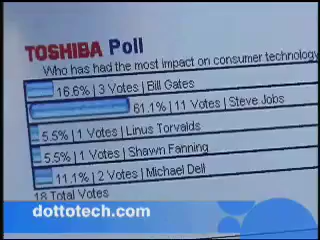 TOSHIBA Poll
Who has had the most impact on consumer technology
16.6% | 3 Votes | Bill Gates
61.1% | 11 Votes | Steve Jobs
5.5% | 1 Votes | Linus Torvalds
5.5% | 1 Votes | Shawn Fanning
11.1% | 2 Votes | Michael Dell
18 Total Votes
dottotech.com